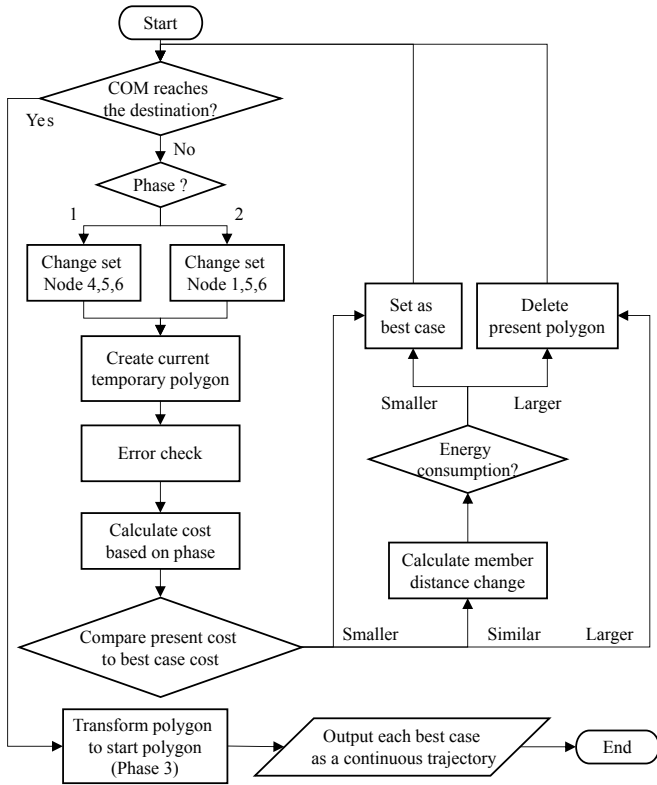 Start
COM reaches
the destination?
Yes
No
Phase ?
1
2
Change set
Node 4,5,6
Change set
Node 1,5,6
Set as
best case
Delete
present polygon
Create current
temporary polygon
Smaller
Larger
Error check
Energy
consumption?
Calculate cost
based on phase
Calculate member
distance change
Compare present cost
to best case cost
Smaller
Similar
Larger
Transform polygon
to start polygon
(Phase 3)
Output each best case
as a continuous trajectory
End